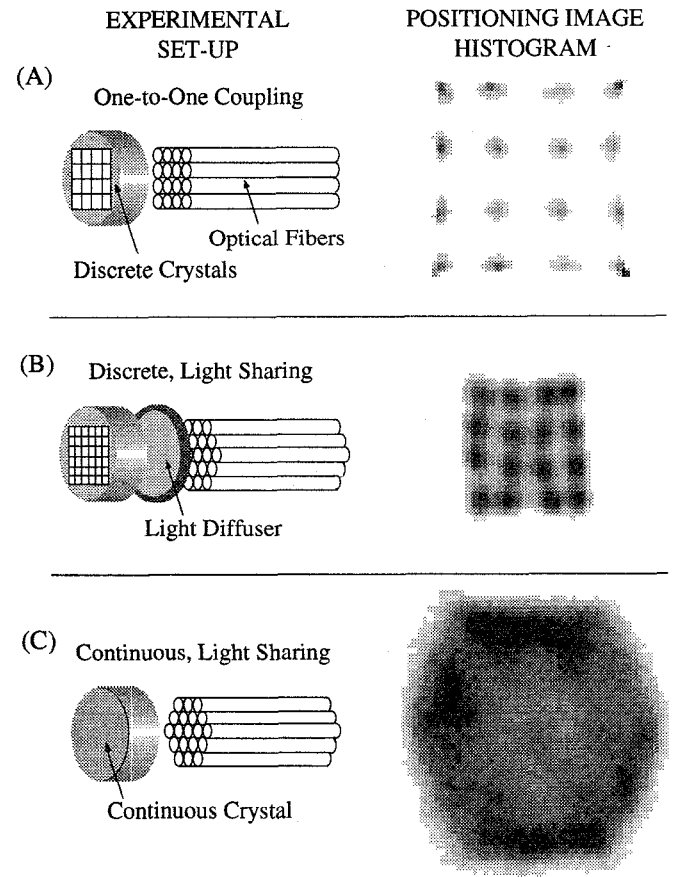 EXPERIMENTAL
SET-UP
POSITIONING IMAGE
HISTOGRAM
(A)
One-to-One Coupling
Optical Fibers
Discrete Crystals
(B)
Discrete, Light Sharing
Light Diffuser
(C)
Continuous, Light Sharing
Continuous Crystal